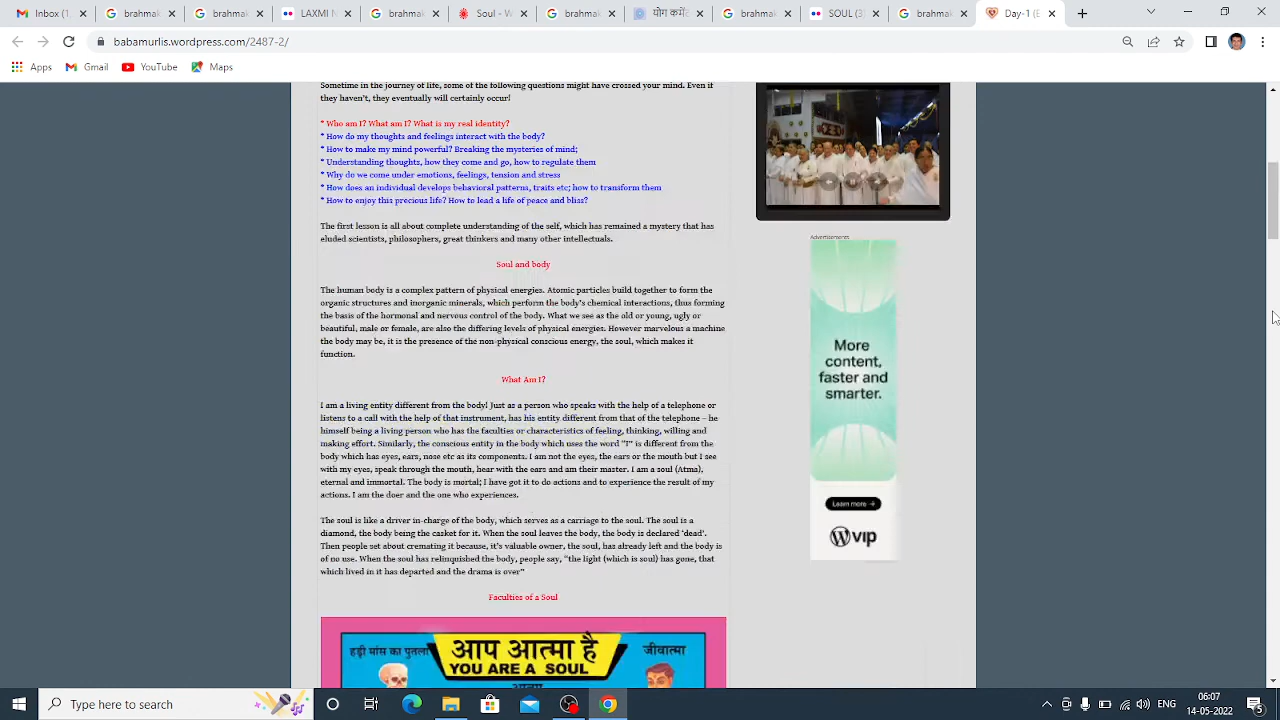 Inbox (1
brahmak
brahmak
LAXMI N
brahmak
Soul - W
brahmak
योग कमेंट
brahmak
SOUL (3)
brahmak
Day-1 (E
babamurlis.wordpress.com/2487-2/
Apps
Gmail
YouTube
Maps
Sometime in the journey of life, some of the following questions might have crossed your mind. Even if
they haven't, they eventually will certainly occur!
* Who am I? What am I? What is my real identity?
* How do my thoughts and feelings interact with the body?
* How to make my mind powerful? Breaking the mysteries of mind;
* Understanding thoughts, how they come and go, how to regulate them
* Why do we come under emotions, feelings, tension and stress
* How does an individual develops behavioral patterns, traits etc; how to transform them
* How to enjoy this precious life? How to lead a life of peace and bliss?
The first lesson is all about complete understanding of the self, which has remained a mystery that has
eluded scientists, philosophers, great thinkers and many other intellectuals.
Soul and body
The human body is a complex pattern of physical energies. Atomic particles build together to form the
organic structures and inorganic minerals, which perform the body's chemical interactions, thus forming
the basis of the hormonal and nervous control of the body. What we see as the old or young, ugly or
beautiful, male or female, are also the differing levels of physical energies. However marvelous a machine
the body may be, it is the presence of the non-physical conscious energy, the soul, which makes it
function.
What Am I?
I am a living entity different from the body! Just as a person who speaks with the help of a telephone or
listens to a call with the help of that instrument, has his entity different from that of the telephone – he
himself being a living person who has the faculties or characteristics of feeling, thinking, willing and
making effort. Similarly, the conscious entity in the body which uses the word "I" is different from the
body which has eyes, ears, nose etc as its components. I am not the eyes, the ears or the mouth but I see
with my eyes, speak through the mouth, hear with the ears and am their master. I am a soul (Atma),
eternal and immortal. The body is mortal; I have got it to do actions and to experience the result of my
actions. I am the doer and the one who experiences.
The soul is like a driver in-charge of the body, which serves as a carriage to the soul. The soul is a
diamond, the body being the casket for it. When the soul leaves the body, the body is declared 'dead'.
Then people set about cremating it because, it's valuable owner, the soul, has already left and the body is
of no use. When the soul has relinquished the body, people say, "the light (which is soul) has gone, that
which lived in it has departed and the drama is over"
Faculties of a Soul
हड्डी मांस का पुतला
आप आत्मा है
जीवात्मा
YOU ARE A SOUL
आत्मा
Advertisements
More
content,
faster and
smarter.
Learn more →
vip
Type here to search
ENG
06:07
14-05-2022